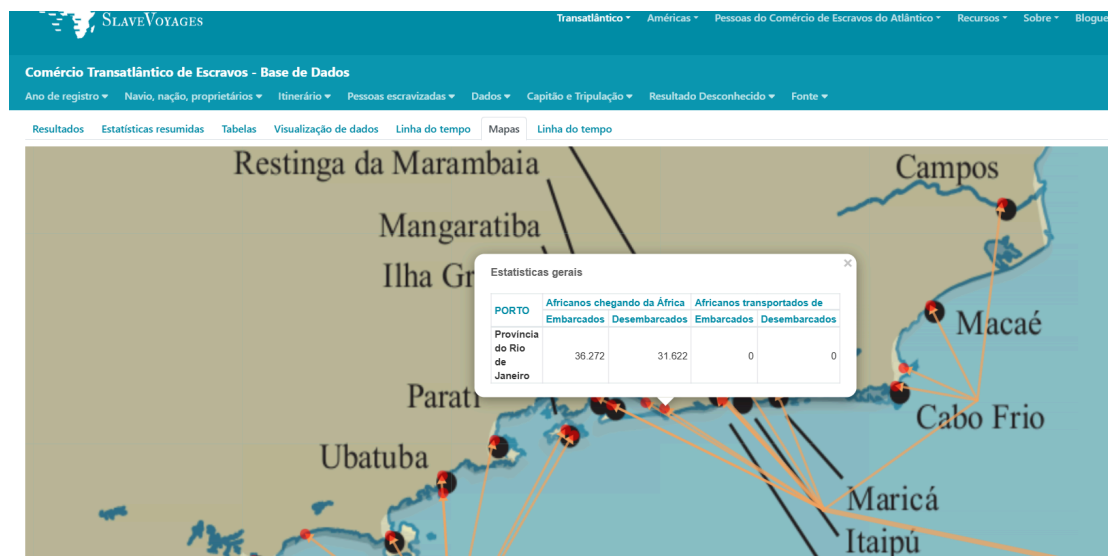 SLAVEVOYAGES
Transatlântico Américas Pessoas do Comércio de Escravos do Atlântico Recursos Sobre Blogue
Comércio Transatlântico de Escravos - Base de Dados
Ano de registro Navio, nação, proprietários Itinerário Pessoas escravizadas Dados Capitão e Tripulação Resultado Desconhecido Fonte
Resultados Estatísticas resumidas Tabelas Visualização de dados Linha do tempo Mapas Linha do tempo
Restinga da Marambaia
Campos
Mangaratiba
Ilha Gr
Estatísticas gerais
×
PORTO Africanos chegando da África Africanos transportados de
Embarcados Desembarcados Embarcados Desembarcados
Província
do Rio
de
Janeiro
36.272 31.622 0 0
Macaé
Parati
Cabo Frio
Ubatuba
Maricá
Itaipú